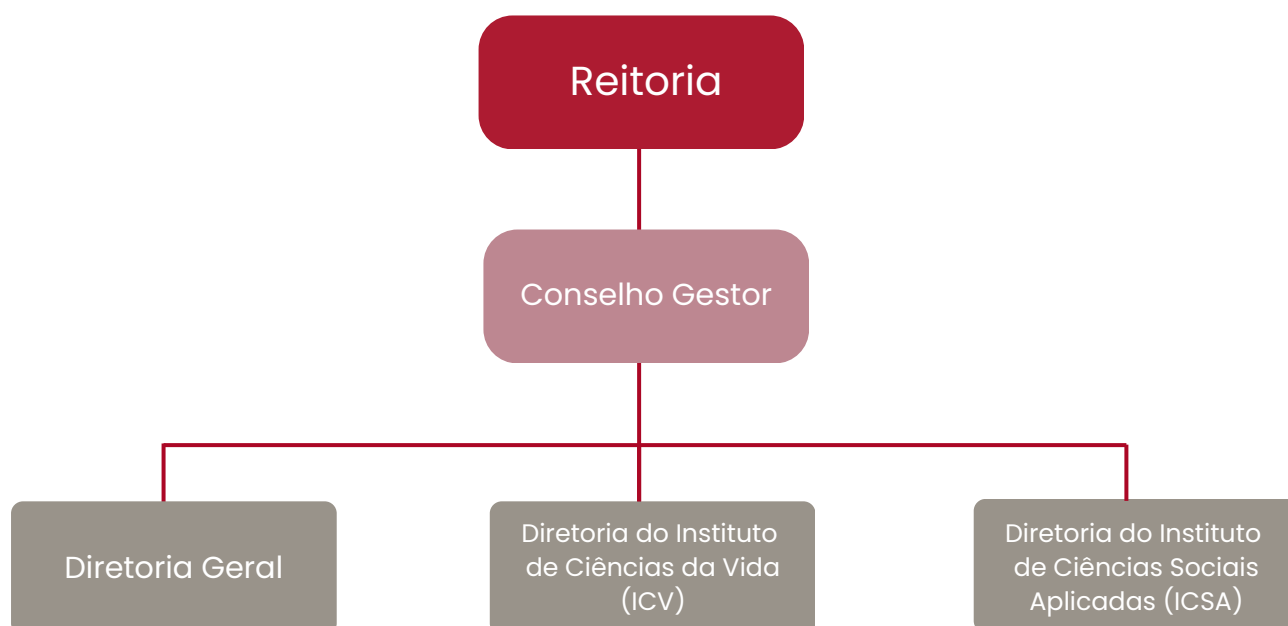 Reitoria
Conselho Gestor
Diretoria Geral
Diretoria do Instituto
de Ciências da Vida
(ICV)
Diretoria do Instituto
de Ciências Sociais
Aplicadas (ICSA)